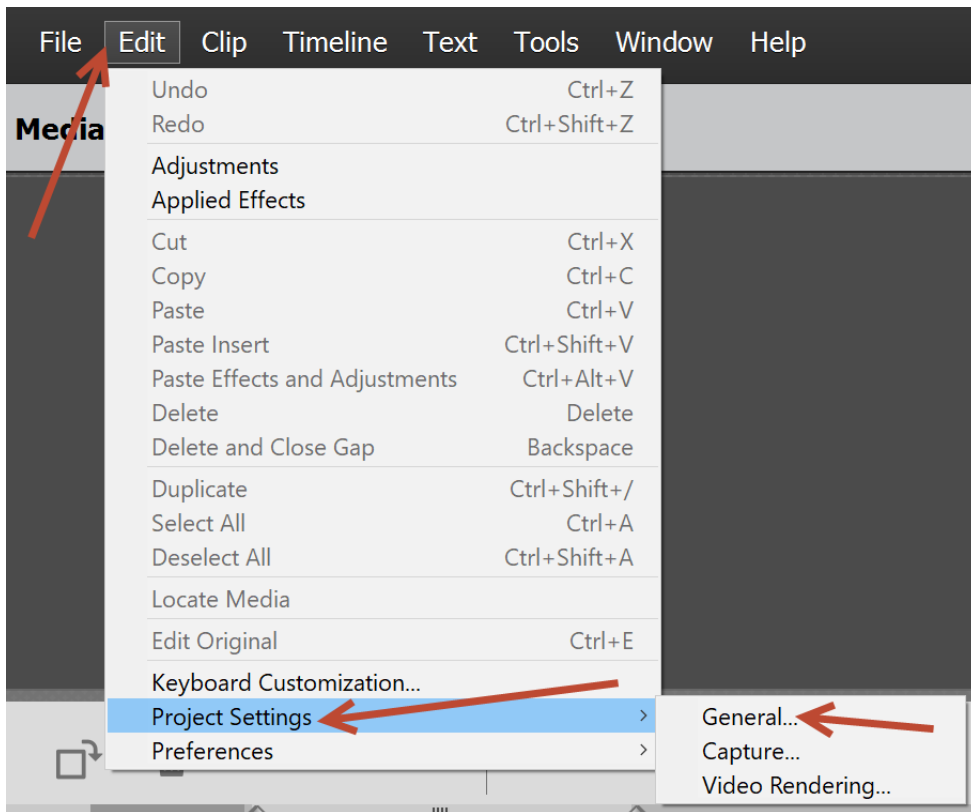 File Edit Clip Timeline Text Tools Window Help
Media
Undo Ctrl+Z
Redo Ctrl+Shift+Z
Adjustments
Applied Effects
Cut Ctrl+X
Copy Ctrl+C
Paste Ctrl+V
Paste Insert Ctrl+Shift+V
Paste Effects and Adjustments Ctrl+Alt+V
Delete Delete
Delete and Close Gap Backspace
Duplicate Ctrl+Shift+/
Select All Ctrl+A
Deselect All Ctrl+Shift+A
Locate Media
Edit Original Ctrl+E
Keyboard Customization...
Project Settings >
Preferences >
General...
Capture...
Video Rendering...